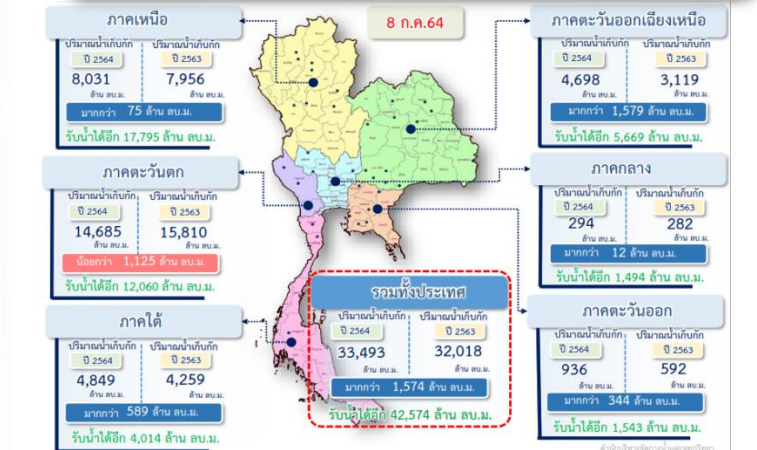 8 ก.ค.64
ภาคเหนือ
ปริมาณน้ำเก็บกัก ปริมาณน้ำเก็บกัก
ปี 2564 ปี 2563
8,031 7,956
ล้าน ลบ.ม. ล้าน ลบ.ม.
มากกว่า 75 ล้าน ลบ.ม.
รับน้ำได้อีก 17,795 ล้าน ลบ.ม.
ภาคตะวันออกเฉียงเหนือ
ปริมาณน้ำเก็บกัก ปริมาณน้ำเก็บกัก
ปี 2564 ปี 2563
4,698 3,119
ล้าน ลบ.ม. ล้าน ลบ.ม.
มากกว่า 1,579 ล้าน ลบ.ม.
รับน้ำได้อีก 5,669 ล้าน ลบ.ม.
ภาคตะวันตก
ปริมาณน้ำเก็บกัก ปริมาณน้ำเก็บกัก
ปี 2564 ปี 2563
14,685 15,810
ล้าน ลบ.ม. ล้าน ลบ.ม.
น้อยกว่า 1,125 ล้าน ลบ.ม.
รับน้ำได้อีก 12,060 ล้าน ลบ.ม.
ภาคกลาง
ปริมาณน้ำเก็บกัก ปริมาณน้ำเก็บกัก
ปี 2564 ปี 2563
294 282
ล้าน ลบ.ม. ล้าน ลบ.ม.
มากกว่า 12 ล้าน ลบ.ม.
รับน้ำได้อีก 1,494 ล้าน ลบ.ม.
ภาคใต้
ปริมาณน้ำเก็บกัก ปริมาณน้ำเก็บกัก
ปี 2564 ปี 2563
4,849 4,259
ล้าน ลบ.ม. ล้าน ลบ.ม.
มากกว่า 589 ล้าน ลบ.ม.
รับน้ำได้อีก 4,014 ล้าน ลบ.ม.
รวมทั้งประเทศ
ปริมาณน้ำเก็บกัก ปริมาณน้ำเก็บกัก
ปี 2564 ปี 2563
33,493 32,018
ล้าน ลบ.ม. ล้าน ลบ.ม.
มากกว่า 1,574 ล้าน ลบ.ม.
รับน้ำได้อีก 42,574 ล้าน ลบ.ม.
ภาคตะวันออก
ปริมาณน้ำเก็บกัก ปริมาณน้ำเก็บกัก
ปี 2564 ปี 2563
936 592
ล้าน ลบ.ม. ล้าน ลบ.ม.
มากกว่า 344 ล้าน ลบ.ม.
รับน้ำได้อีก 1,543 ล้าน ลบ.ม.